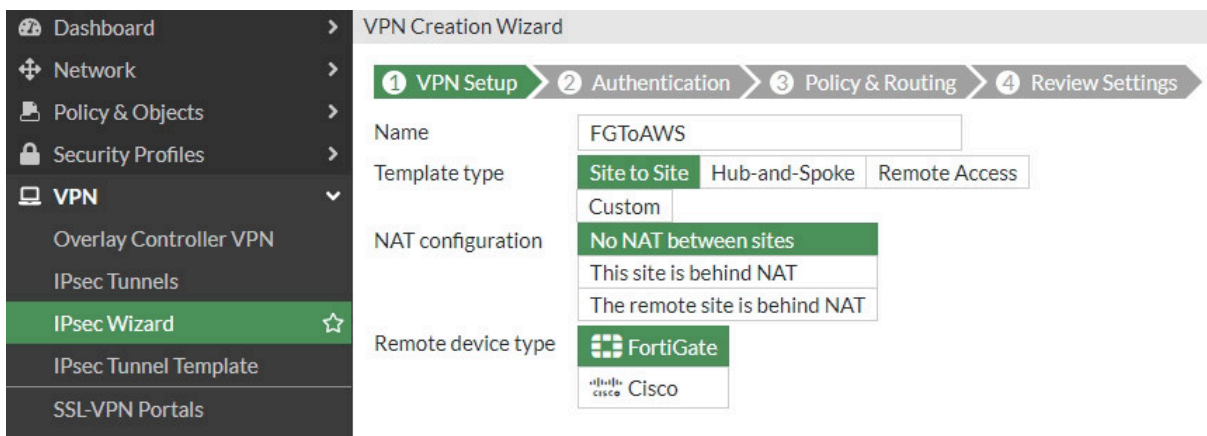 Dashboard
Network
Policy & Objects
Security Profiles
VPN
Overlay Controller VPN
IPsec Tunnels
IPsec Wizard
IPsec Tunnel Template
SSL-VPN Portals
VPN Creation Wizard
1 VPN Setup 2 Authentication 3 Policy & Routing 4 Review Settings
Name FGToAWS
Template type Site to Site Hub-and-Spoke Remote Access
Custom
NAT configuration No NAT between sites
This site is behind NAT
The remote site is behind NAT
Remote device type FortiGate
cisco Cisco